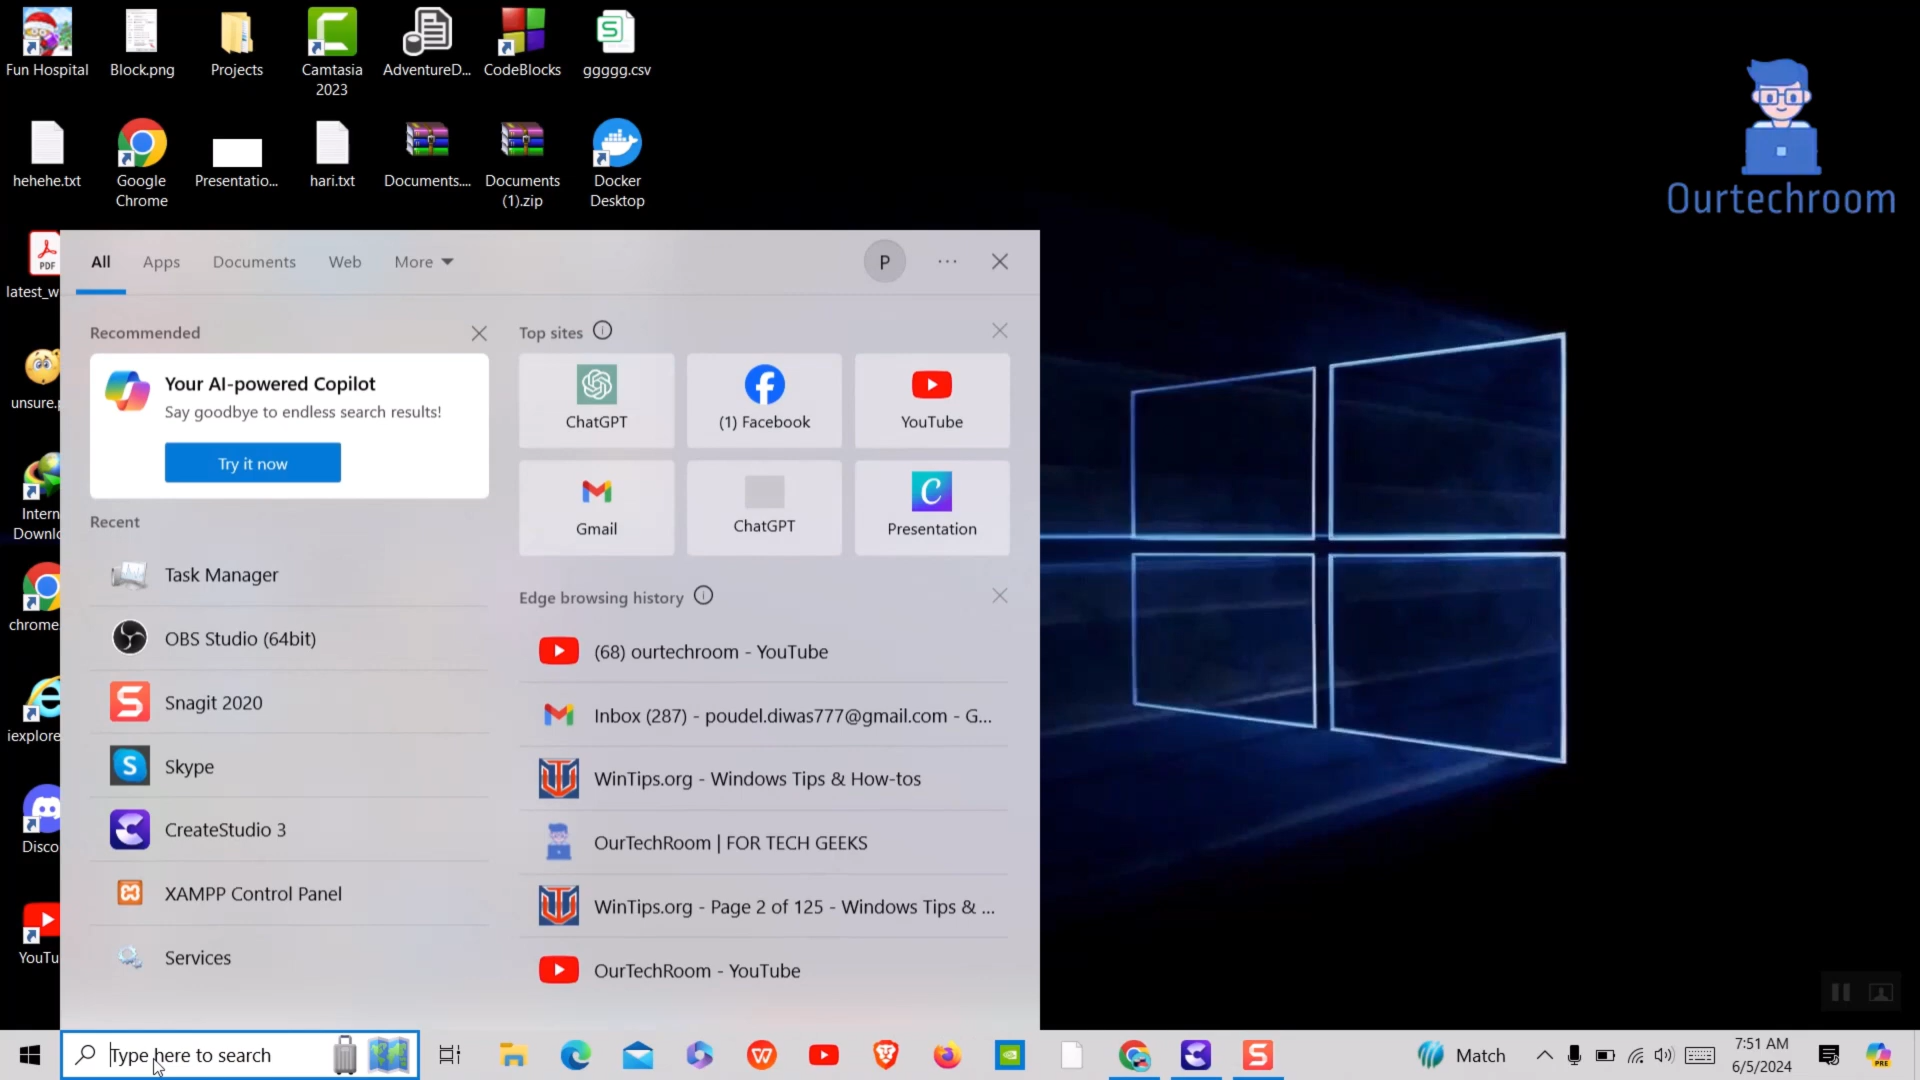 Fun Hospital
Block.png
Projects
Camtasia
2023
AdventureD...
CodeBlocks
ggggg.csv
hehehe.txt
Google
Chrome
Presentatio...
hari.txt
Documents....
Documents
(1).zip
Docker
Desktop
Ourtechroom
PDF
latest_w
unsure.p
Intern
Downlo
chrome
iexplore
Disco
YouTu
All
Apps
Documents
Web
More
P
Recommended
Your AI-powered Copilot
Say goodbye to endless search results!
Try it now
Recent
Task Manager
OBS Studio (64bit)
Snagit 2020
Skype
CreateStudio 3
XAMPP Control Panel
Services
Top sites
ChatGPT
(1) Facebook
YouTube
Gmail
ChatGPT
Presentation
Edge browsing history
(68) ourtechroom - YouTube
Inbox (287) - poudel.diwas777@gmail.com - G...
WinTips.org - Windows Tips & How-tos
OurTechRoom | FOR TECH GEEKS
WinTips.org - Page 2 of 125 - Windows Tips & ...
OurTechRoom - YouTube
Type here to search
Match
7:51 AM
6/5/2024
PRE